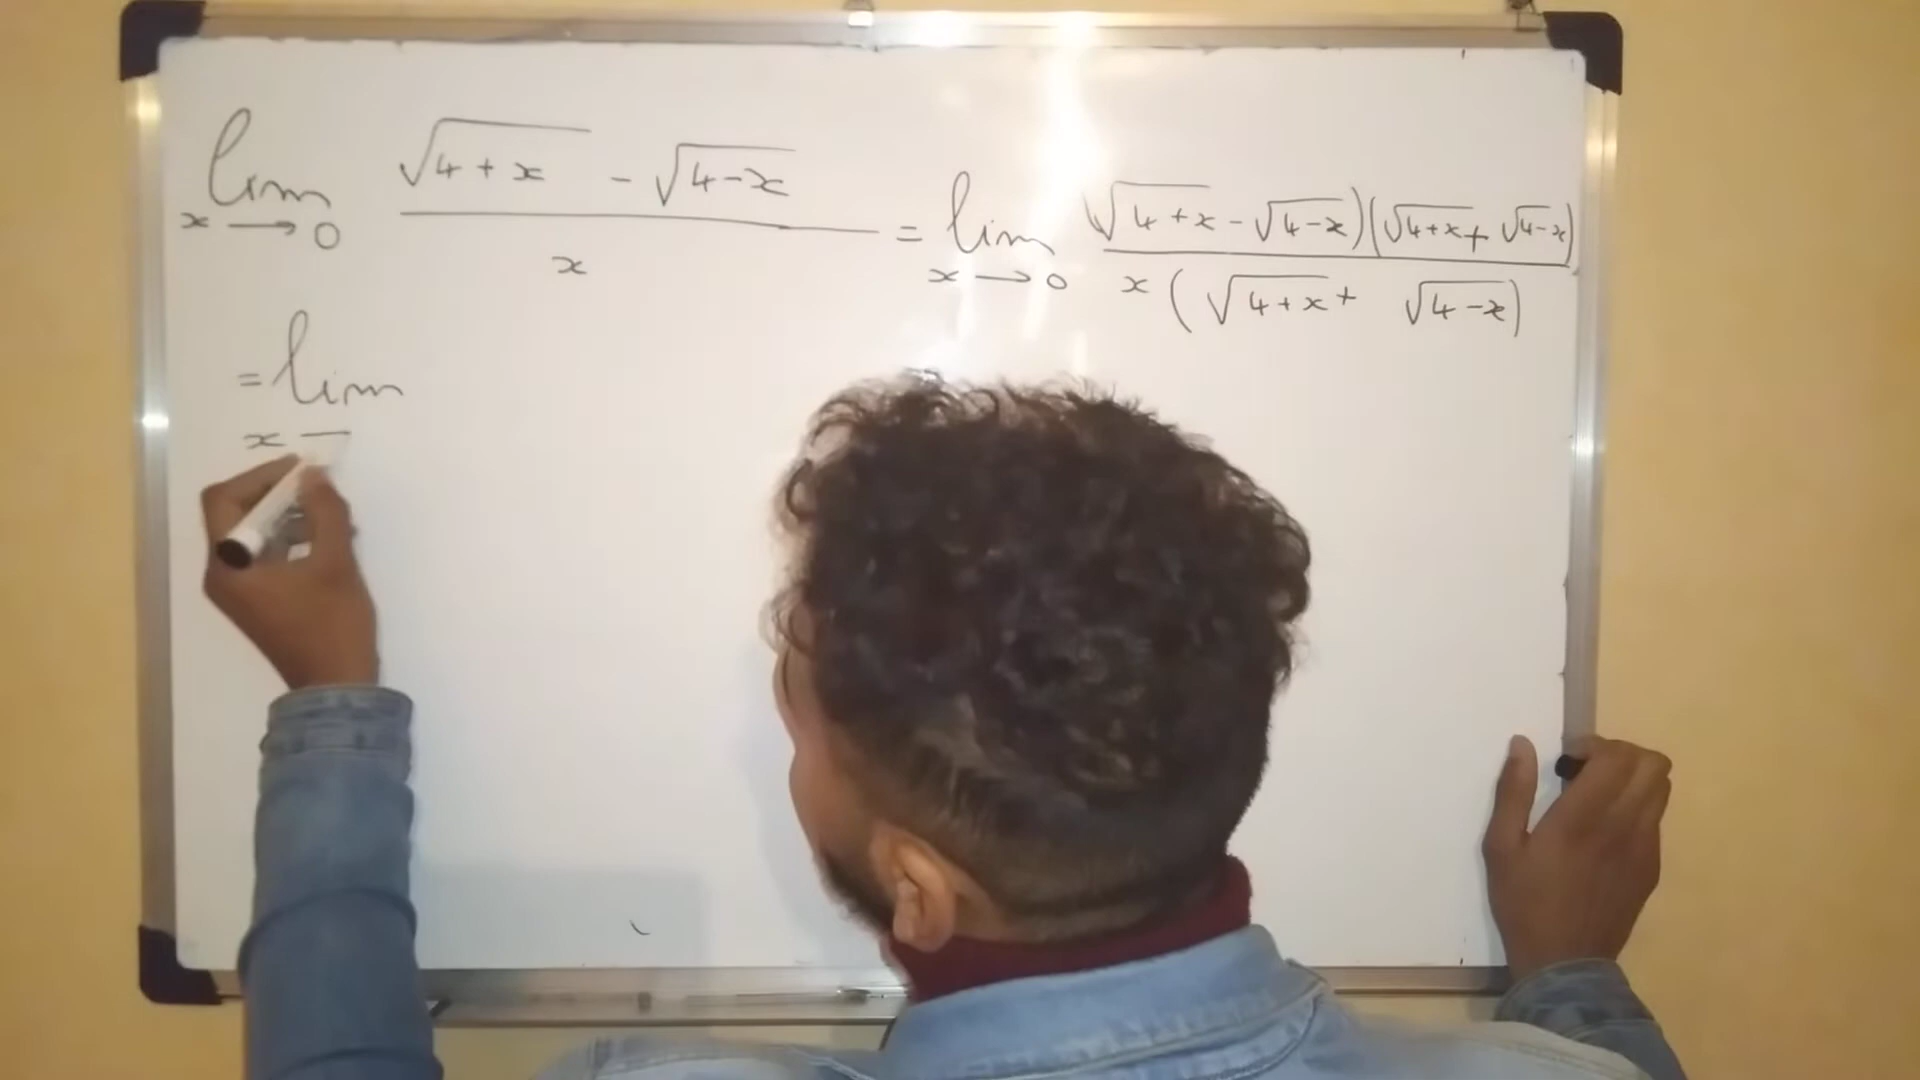 lim x→0 (√(4+x) - √(4-x))/x = lim x→0 (√(4+x) - √(4-x))(√(4+x) + √(4-x))/(x(√(4+x) + √(4-x)))
= lim x —